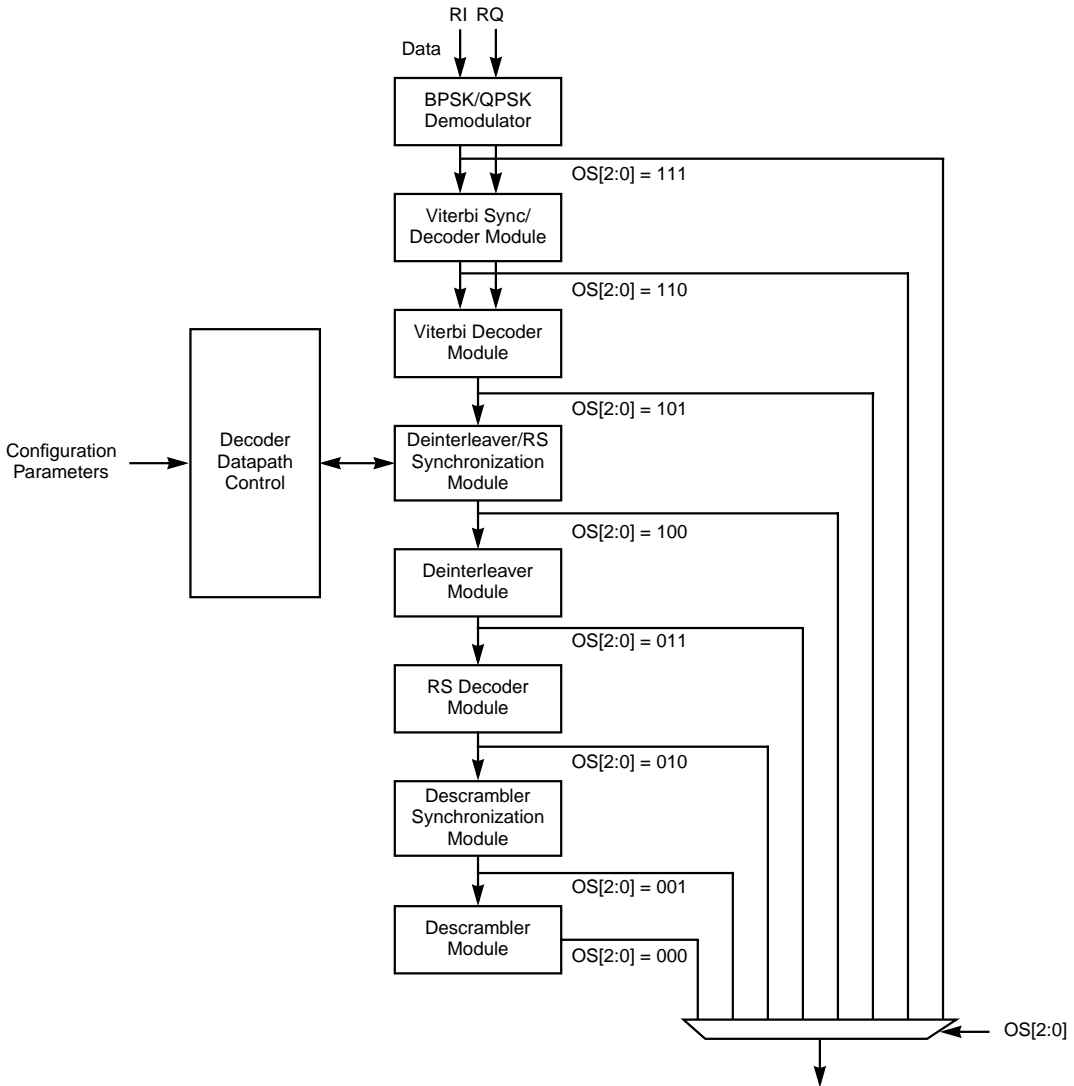 RI RQ
Data
BPSK/QPSK
Demodulator
OS[2:0] = 111
Viterbi Sync/
Decoder Module
OS[2:0] = 110
Viterbi Decoder
Module
OS[2:0] = 101
Configuration
Parameters
Decoder
Datapath
Control
Deinterleaver/RS
Synchronization
Module
OS[2:0] = 100
Deinterleaver
Module
OS[2:0] = 011
RS Decoder
Module
OS[2:0] = 010
Descrambler
Synchronization
Module
OS[2:0] = 001
Descrambler
Module
OS[2:0] = 000
OS[2:0]